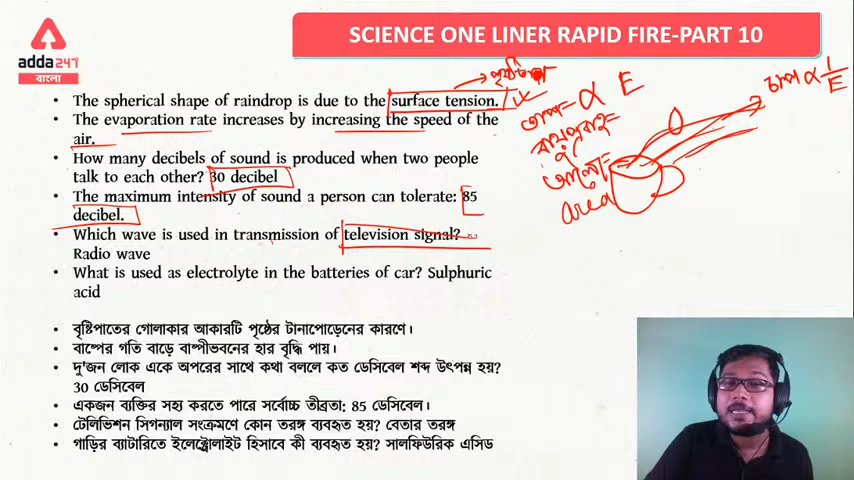 adda247
বাংলা
SCIENCE ONE LINER RAPID FIRE-PART 10
• The spherical shape of raindrop is due to the surface tension.
• The evaporation rate increases by increasing the speed of the
air.
• How many decibels of sound is produced when two people
talk to each other? 30 decibel
• The maximum intensity of sound a person can tolerate: 85
decibel.
• Which wave is used in transmission of television signal?
Radio wave
• What is used as electrolyte in the batteries of car? Sulphuric
acid
• বৃষ্টিপাতের গোলাকার আকারটি পৃষ্ঠের টানাপোড়েনের কারণে।
• বাষ্পের গতি বাড়ে বাষ্পীভবনের হার বৃদ্ধি পায়।
• দু'জন লোক একে অপরের সাথে কথা বললে কত ডেসিবেল শব্দ উৎপন্ন হয়?
30 ডেসিবেল
• একজন ব্যক্তির সহ্য করতে পারে সর্বোচ্চ তীব্রতা: 85 ডেসিবেল।
• টেলিভিশন সিগন্যাল সংক্রমণে কোন তরঙ্গ ব্যবহৃত হয়? বেতার তরঙ্গ
• গাড়ির ব্যাটারিতে ইলেক্ট্রোলাইট হিসাবে কী ব্যবহৃত হয়? সালফিউরিক এসিড
তাপ= ∝ E
বায়ুপ্রবাহ=
আলো=
area
চাপ ∝ 1/E